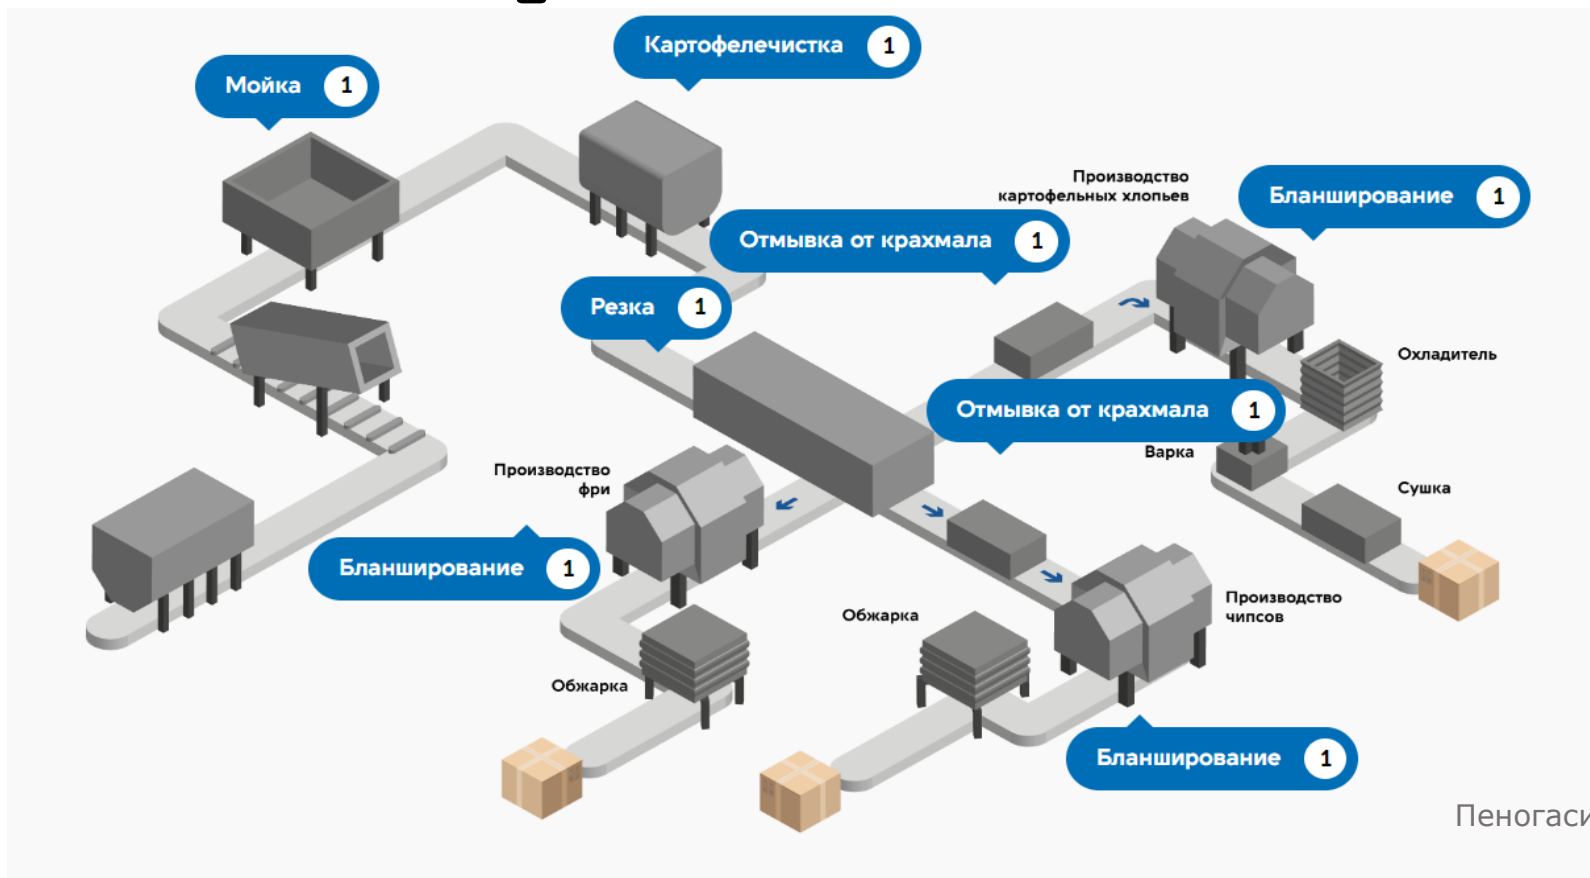 Картофелечистка 1
Мойка 1
Производство
картофельных хлопьев
Бланширование 1
Отмывка от крахмала 1
Резка 1
Охладитель
Отмывка от крахмала 1
Варка
Производство
фри
Сушка
Бланширование 1
Производство
чипсов
Обжарка
Обжарка
Бланширование 1